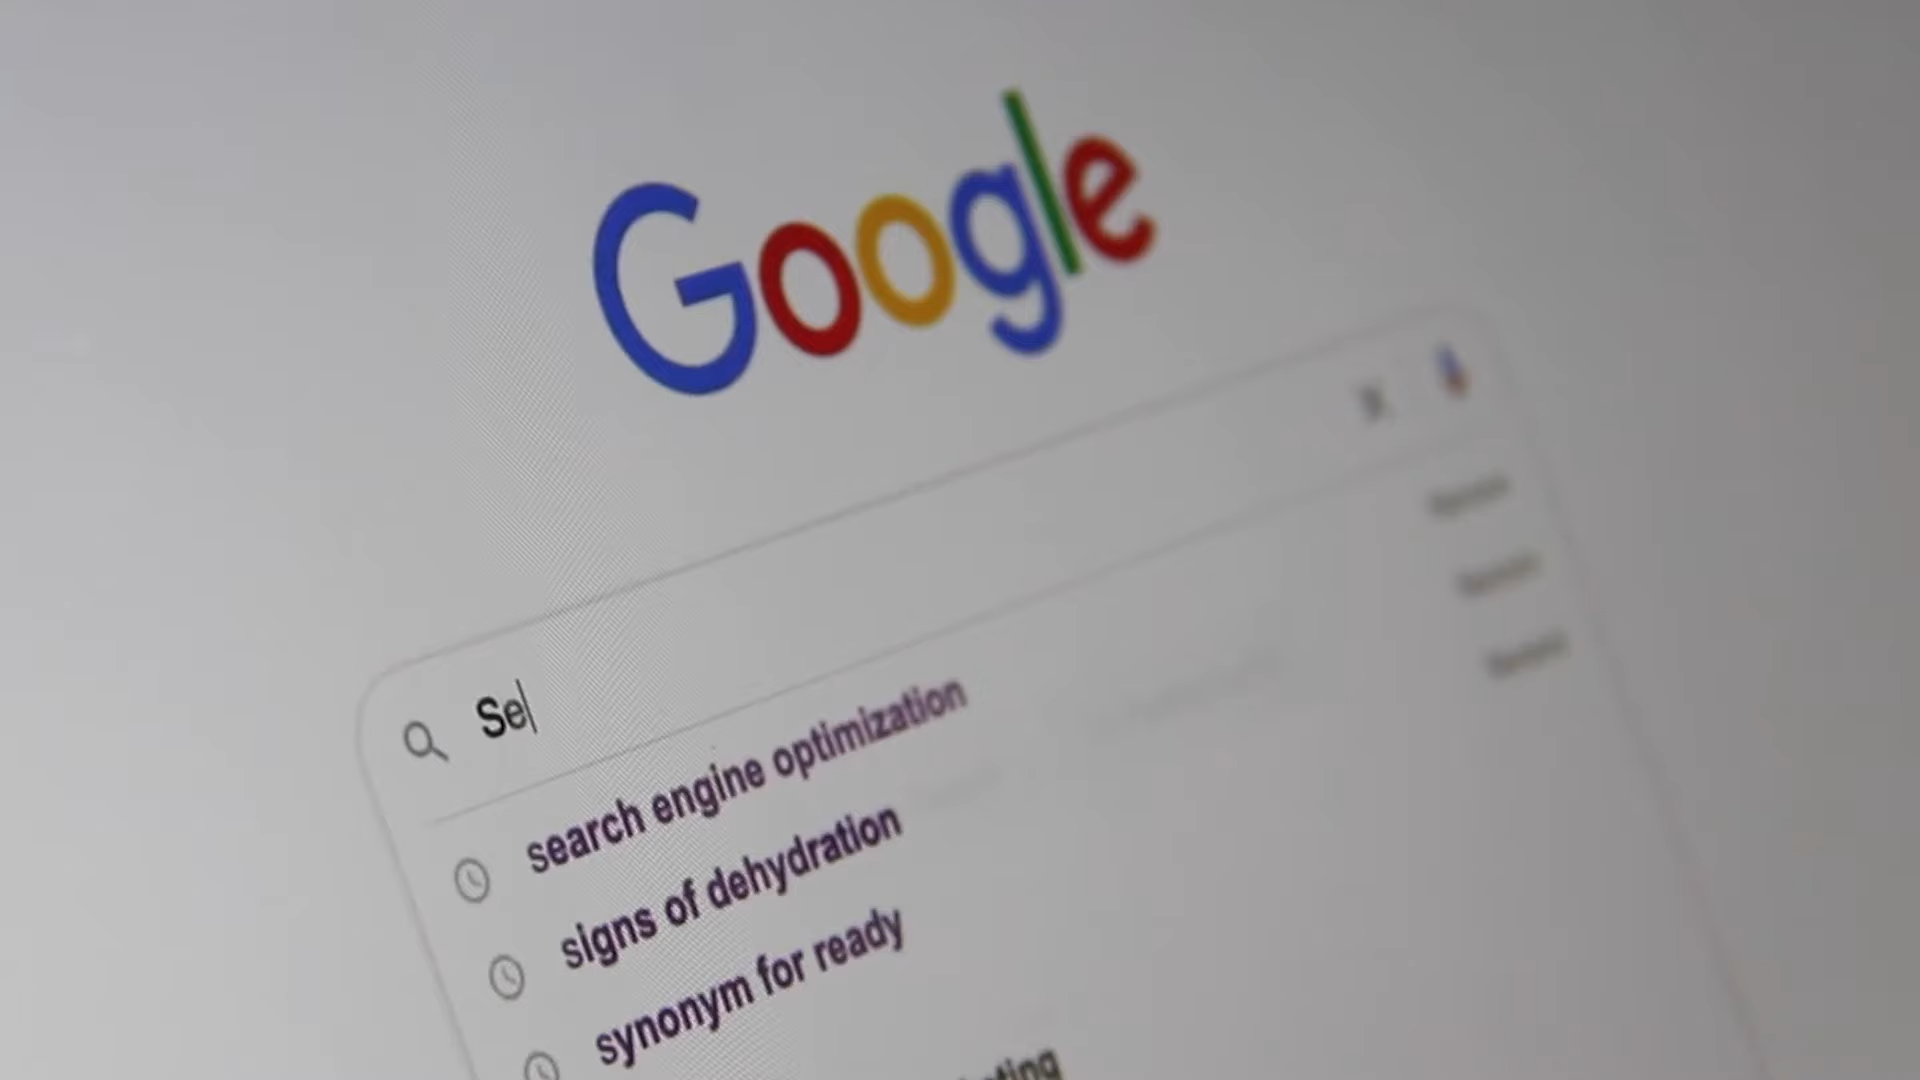 Google
Se
search engine optimization
signs of dehydration
synonym for ready